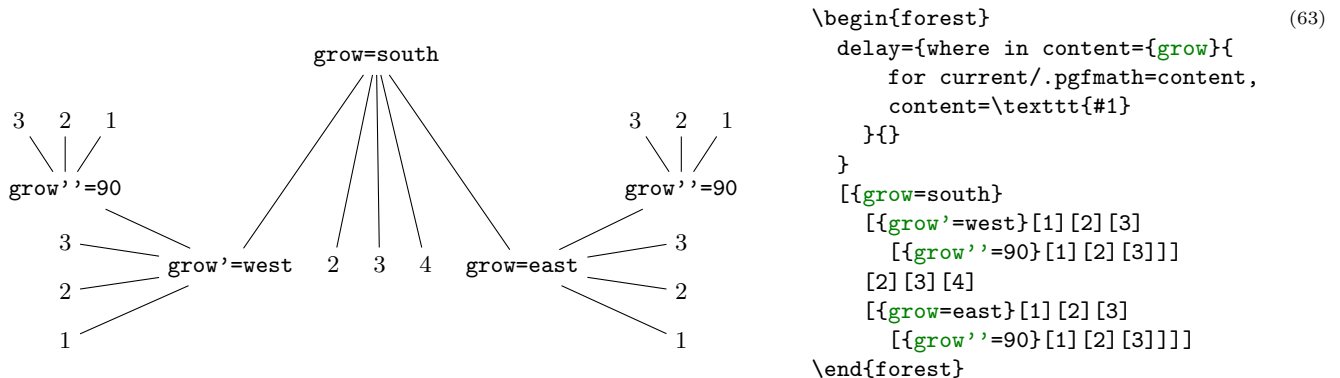 grow=south
3 2 1
grow''=90
3
2
1
grow'=west
2 3 4
grow=east
3 2 1
grow''=90
3
2
1
\begin{forest}
(63)
delay={where in content={grow}{
for current/.pgfmath=content,
content=\texttt{#1}
}{}
}
[{grow=south}
[{grow'=west}[1][2][3]
[{grow''=90}[1][2][3]]]
[2][3][4]
[{grow=east}[1][2][3]
[{grow''=90}[1][2][3]]]]
\end{forest}